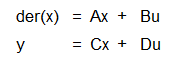 der(x) = Ax + Bu
y = Cx + Du